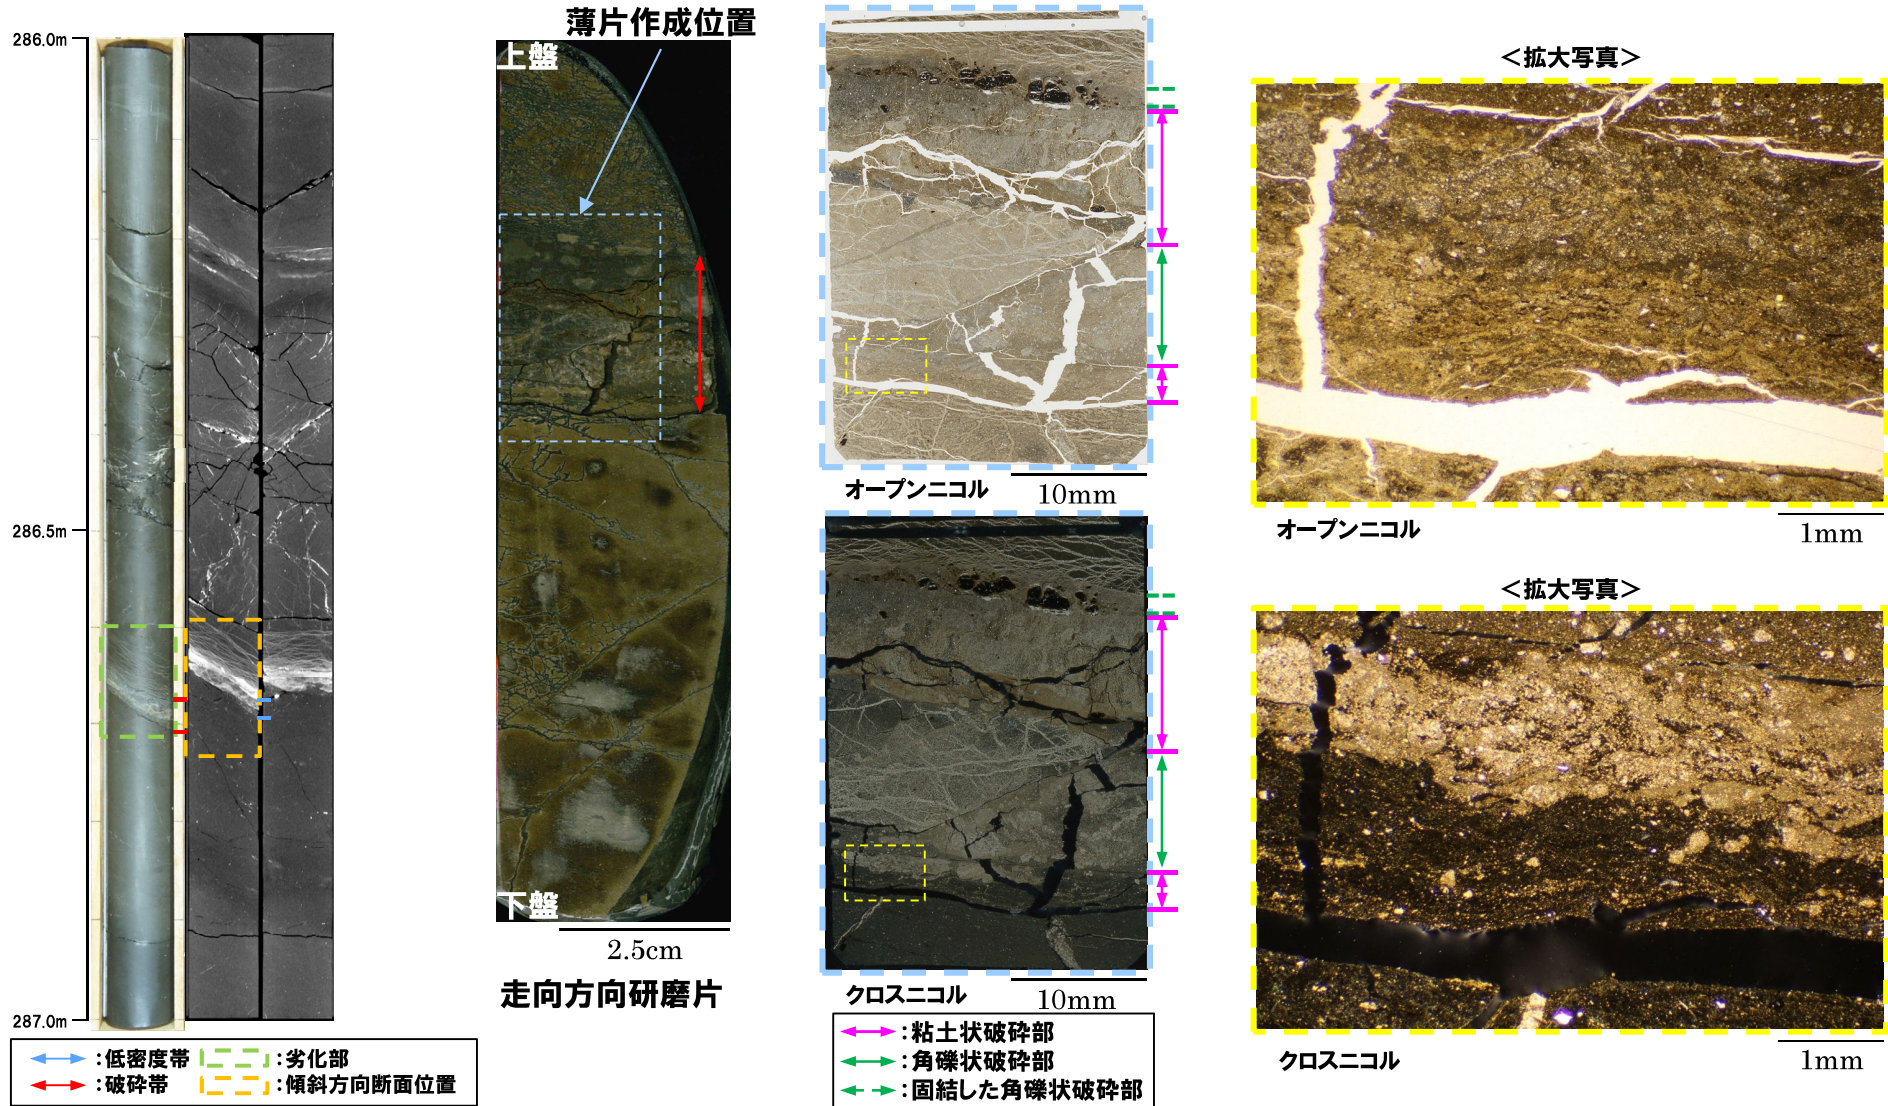 286.0m
286.5m
287.0m
:低密度帯
:劣化部
:破砕帯
:傾斜方向断面位置
薄片作成位置
上盤
下盤
2.5cm
走向方向研磨片
オープンニコル
10mm
クロスニコル
10mm
:粘土状破砕部
:角礫状破砕部
:固結した角礫状破砕部
<拡大写真>
オープンニコル
1mm
<拡大写真>
クロスニコル
1mm